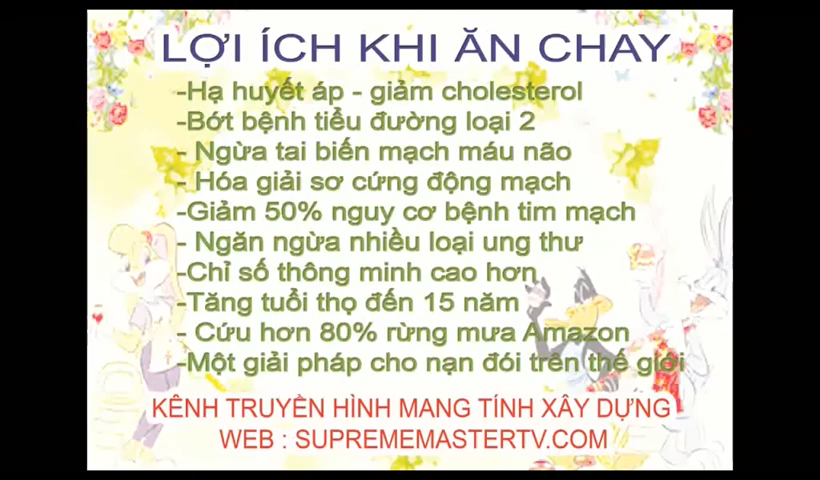 LỢI ÍCH KHI ĂN CHAY
-Hạ huyết áp - giảm cholesterol
-Bớt bệnh tiểu đường loại 2
- Ngừa tai biến mạch máu não
- Hóa giải sơ cứng động mạch
-Giảm 50% nguy cơ bệnh tim mạch
- Ngăn ngừa nhiều loại ung thư
-Chỉ số thông minh cao hơn
-Tăng tuổi thọ đến 15 năm
- Cứu hơn 80% rừng mưa Amazon
-Một giải pháp cho nạn đói trên thế giới
KÊNH TRUYỀN HÌNH MANG TÍNH XÂY DỰNG
WEB : SUPREMEMASTERTV.COM